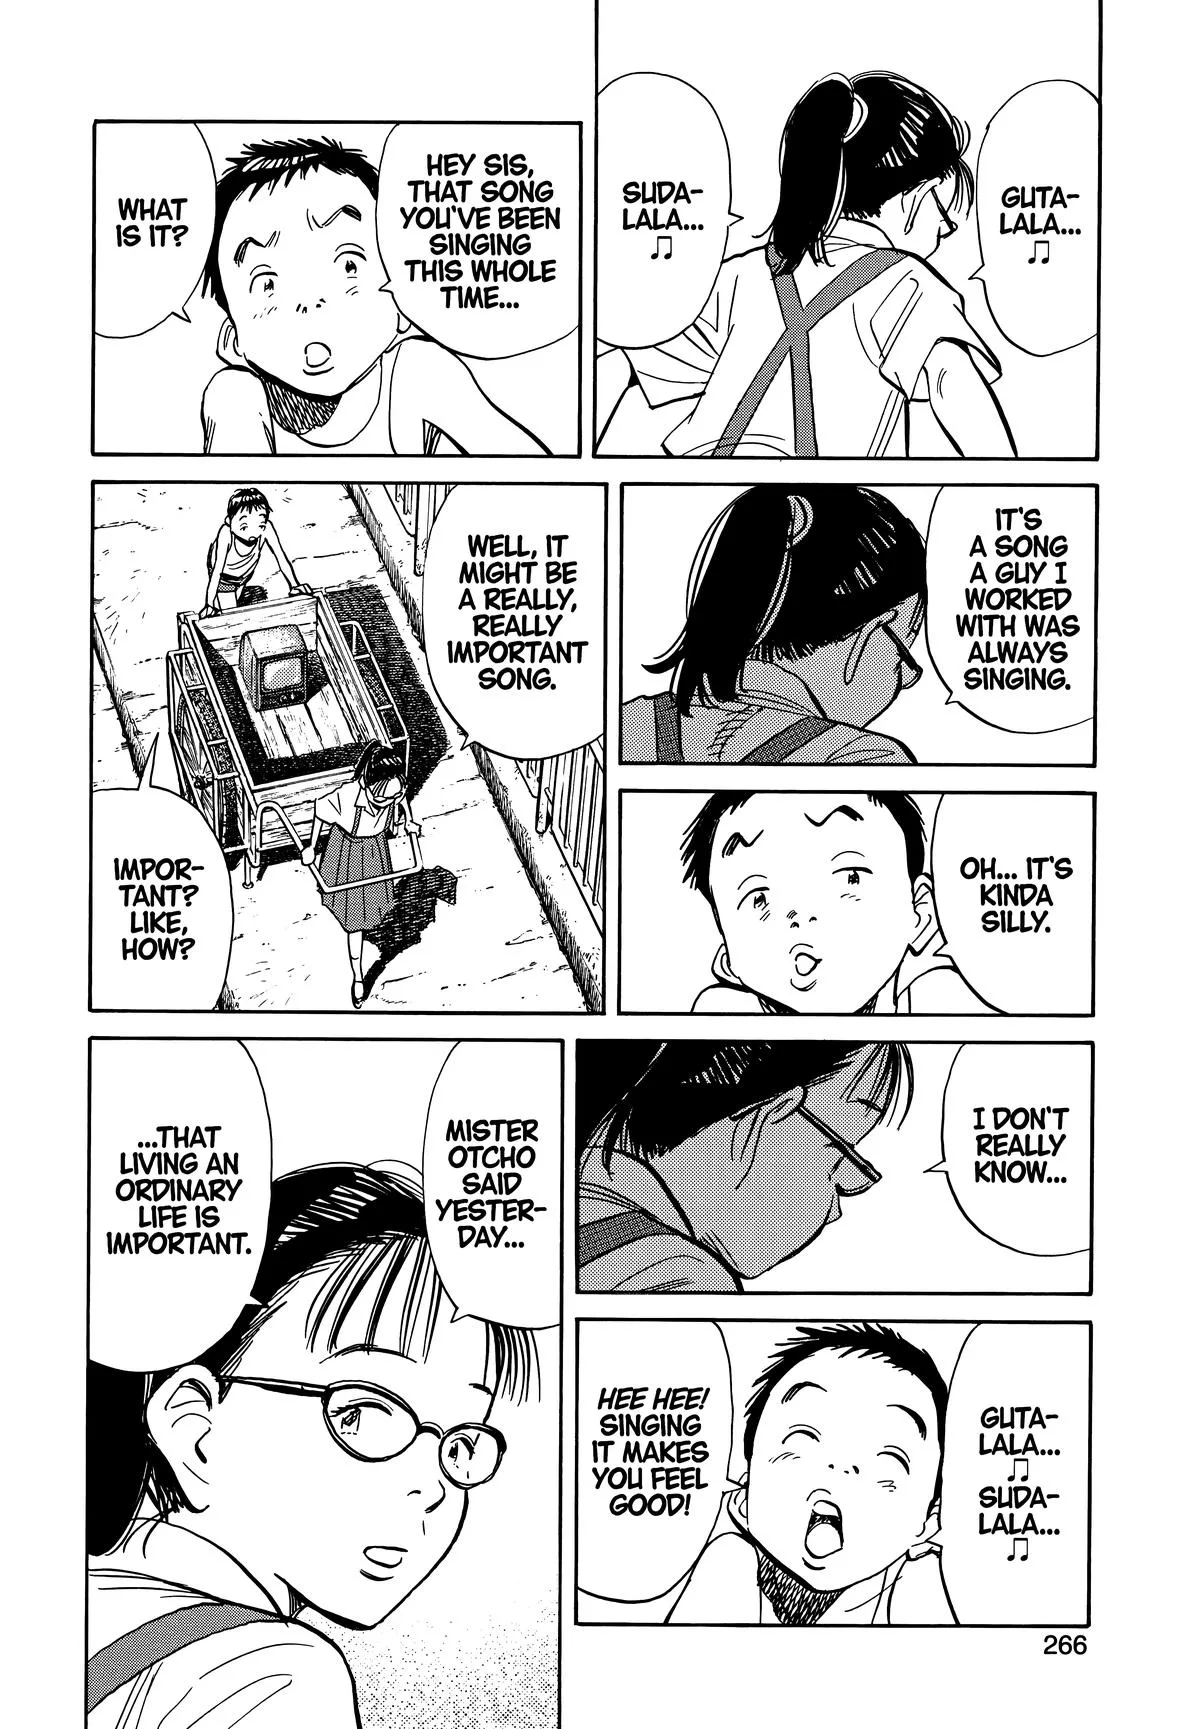 GUTA-
LALA...
♫
SUDA-
LALA...
♫
HEY SIS,
THAT SONG
YOU'VE BEEN
SINGING
THIS WHOLE
TIME...
WHAT
IS IT?
IT'S
A SONG
A GUY I
WORKED
WITH WAS
ALWAYS
SINGING.
OH... IT'S
KINDA
SILLY.
WELL, IT
MIGHT BE
A REALLY,
REALLY
IMPORTANT
SONG.
IMPOR-
TANT?
LIKE,
HOW?
I DON'T
REALLY
KNOW...
MISTER
OTCHO
SAID
YESTER-
DAY...
...THAT
LIVING AN
ORDINARY
LIFE IS
IMPORTANT.
GUTA-
LALA...
♫
SUDA-
LALA...
♫
HEE HEE!
SINGING
IT MAKES
YOU FEEL
GOOD!
266